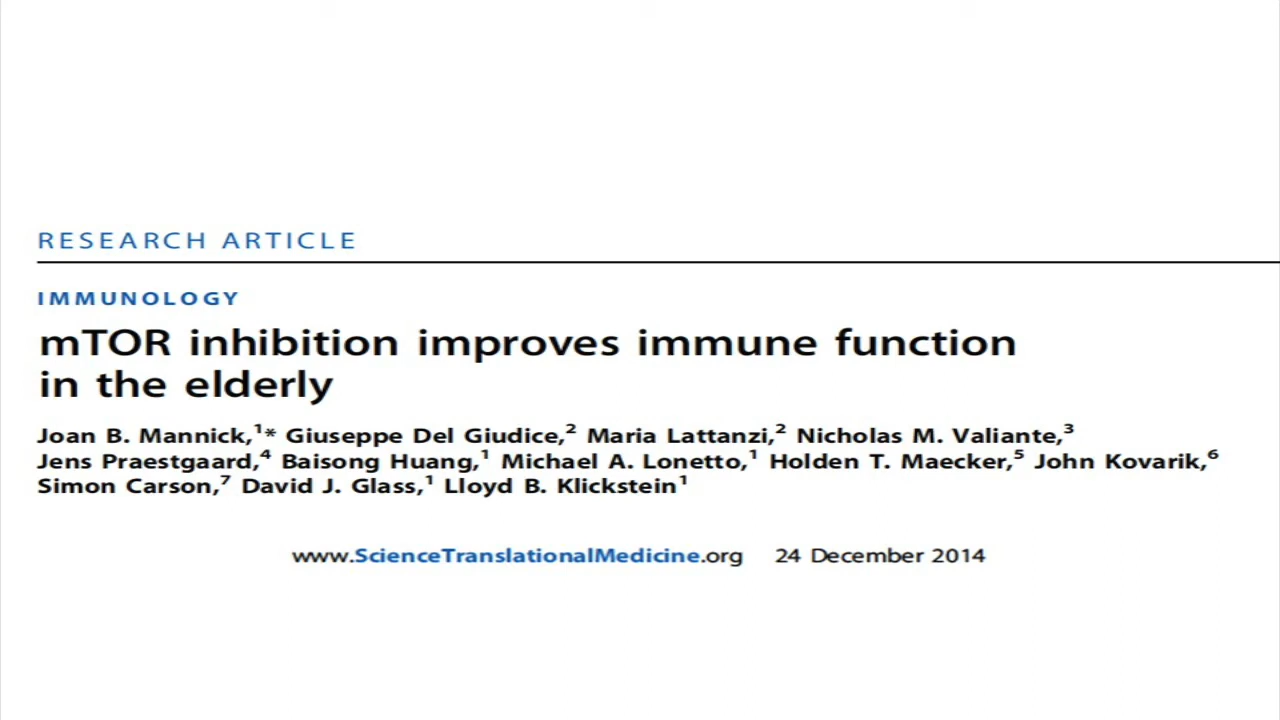 RESEARCH ARTICLE
IMMUNOLOGY
mTOR inhibition improves immune function
in the elderly
Joan B. Mannick,¹* Giuseppe Del Giudice,² Maria Lattanzi,² Nicholas M. Valiante,³
Jens Praestgaard,⁴ Baisong Huang,¹ Michael A. Lonetto,¹ Holden T. Maecker,⁵ John Kovarik,⁶
Simon Carson,⁷ David J. Glass,¹ Lloyd B. Klickstein¹
www.ScienceTranslationalMedicine.org 24 December 2014